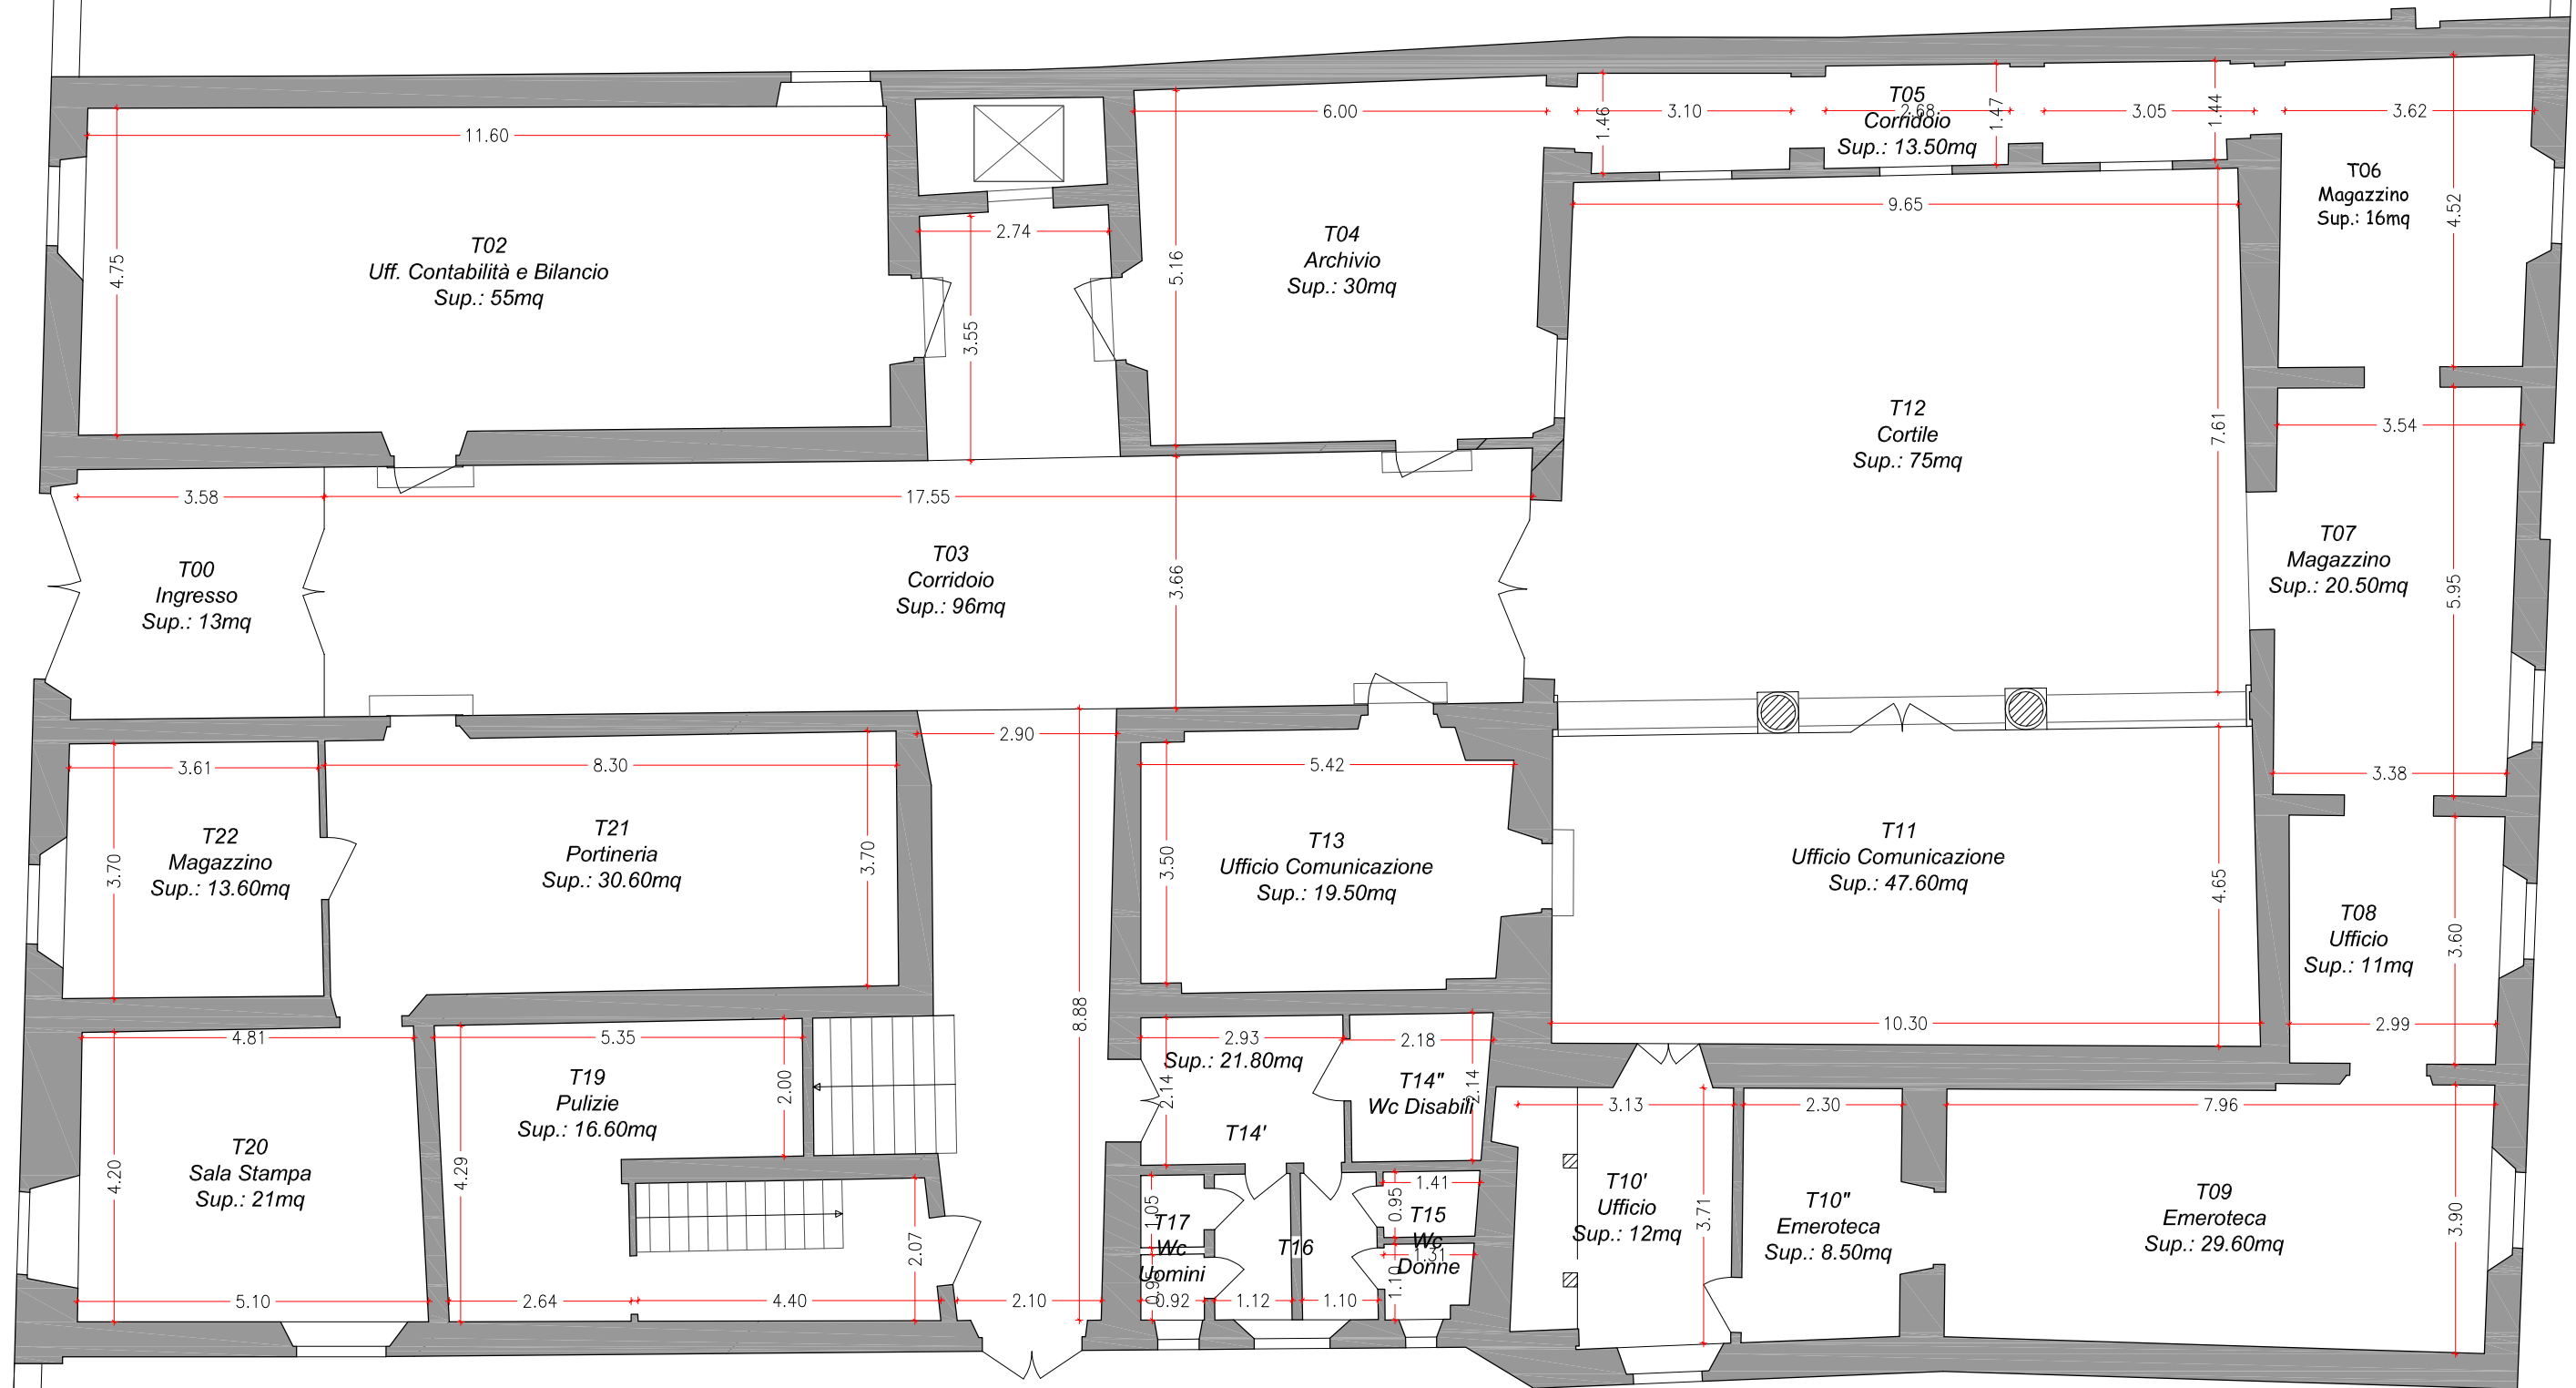 11.60
4.75
T02
Uff. Contabilità e Bilancio
Sup.: 55mq
2.74
3.55
6.00
5.16
T04
Archivio
Sup.: 30mq
1.46
3.10
T05
2.68
Corridoio
Sup.: 13.50mq
1.47
3.05
1.44
3.62
T06
Magazzino
Sup.: 16mq
4.52
9.65
T12
Cortile
Sup.: 75mq
7.61
3.54
T07
Magazzino
Sup.: 20.50mq
5.95
3.38
3.58
17.55
T00
Ingresso
Sup.: 13mq
T03
Corridoio
Sup.: 96mq
3.66
3.61
3.70
T22
Magazzino
Sup.: 13.60mq
8.30
T21
Portineria
Sup.: 30.60mq
3.70
2.90
8.88
5.42
3.50
T13
Ufficio Comunicazione
Sup.: 19.50mq
T11
Ufficio Comunicazione
Sup.: 47.60mq
4.65
10.30
T08
Ufficio
Sup.: 11mq
3.60
2.99
4.81
4.20
T20
Sala Stampa
Sup.: 21mq
5.10
5.35
T19
Pulizie
Sup.: 16.60mq
2.00
4.29
2.07
2.64
4.40
2.10
2.93
Sup.: 21.80mq
2.14
T14'
2.18
T14"
Wc Disabili
2.14
1.05
T17
Wc
Uomini
0.95
0.92
T16
1.12
1.10
1.41
0.95
T15
Wc
1.31
Donne
1.10
3.13
T10'
Ufficio
Sup.: 12mq
3.71
2.30
T10"
Emeroteca
Sup.: 8.50mq
7.96
T09
Emeroteca
Sup.: 29.60mq
3.90